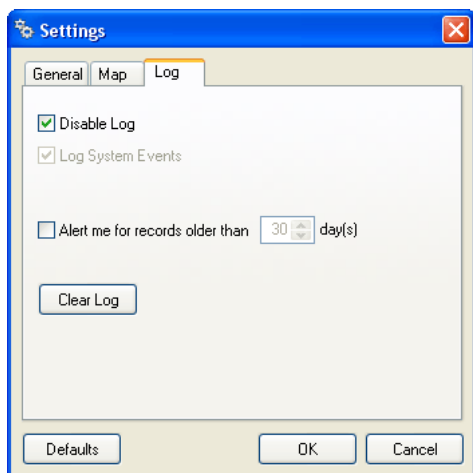 Settings
General Map Log
Disable Log
Log System Events
Alert me for records older than 30 day(s)
Clear Log
Defaults OK Cancel